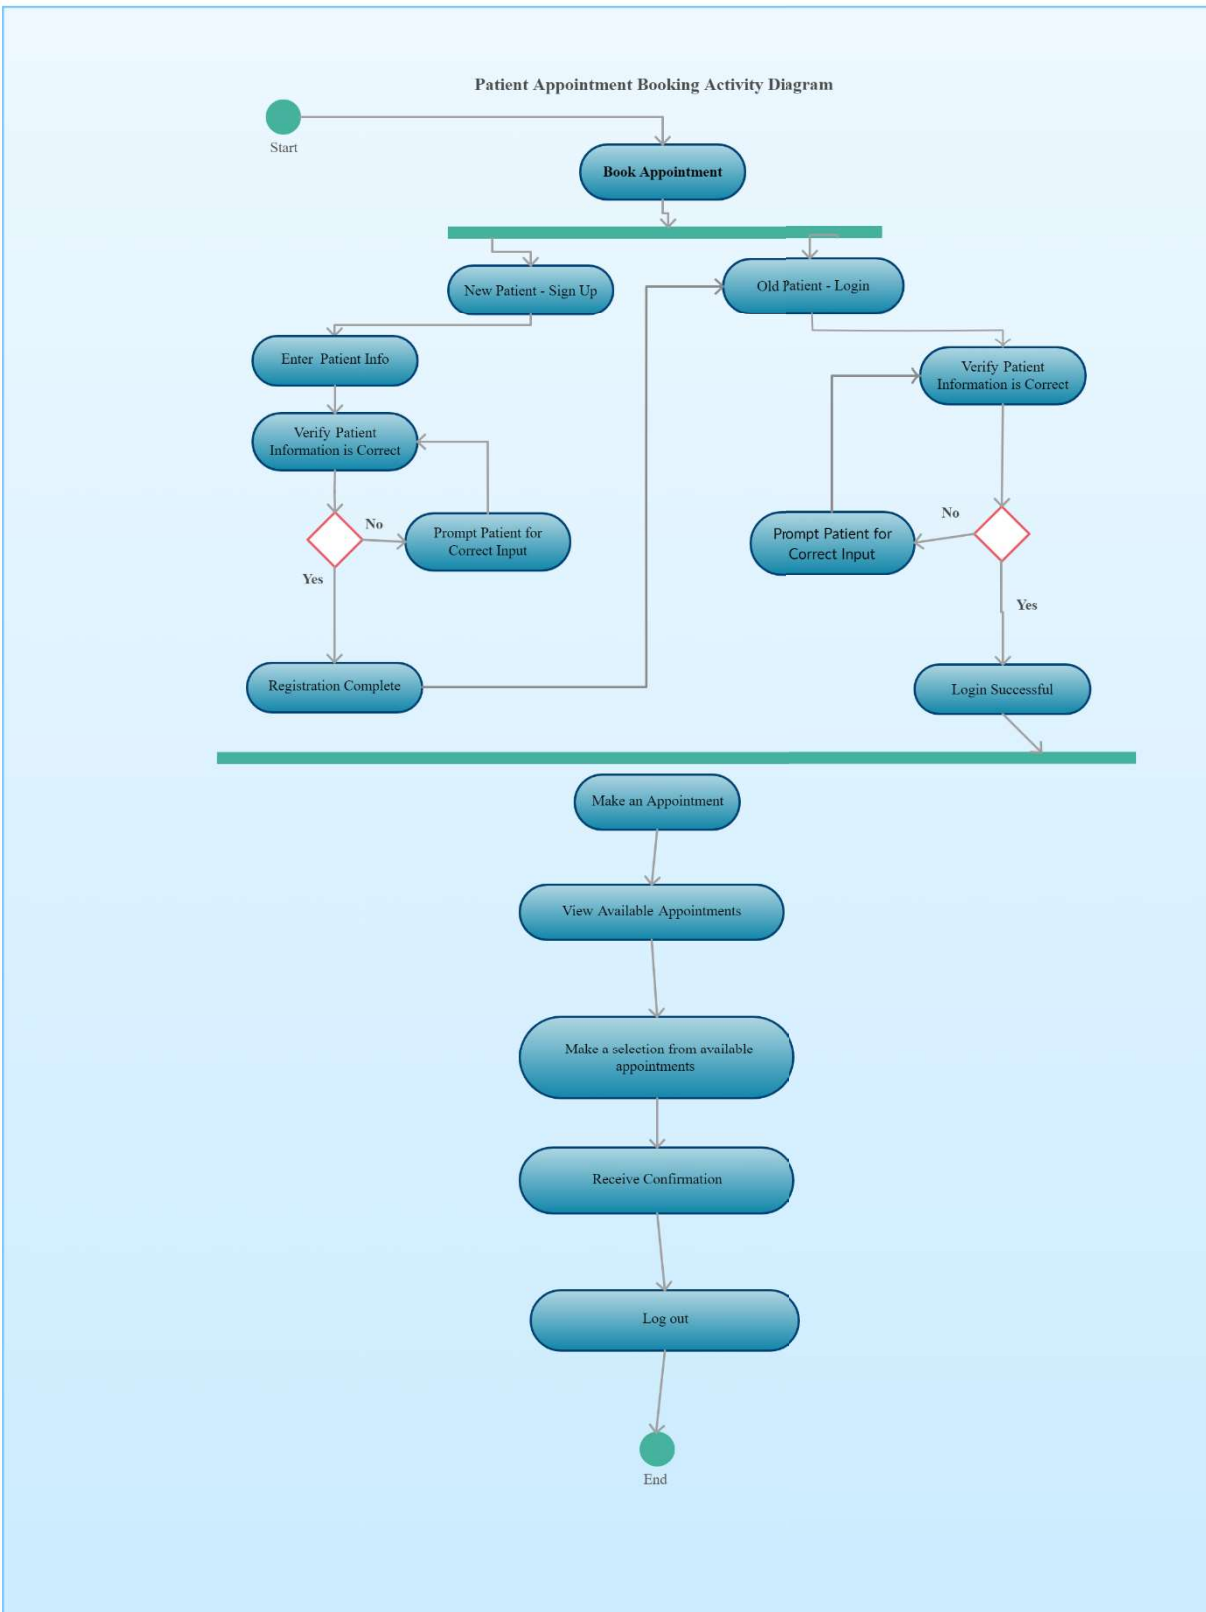 Patient Appointment Booking Activity Diagram
Start
Book Appointment
New Patient - Sign Up
Old Patient - Login
Enter Patient Info
Verify Patient
Information is Correct
Verify Patient
Information is Correct
No
Prompt Patient for
Correct Input
Yes
No
Prompt Patient for
Correct Input
Yes
Registration Complete
Login Successful
Make an Appointment
View Available Appointments
Make a selection from available
appointments
Receive Confirmation
Log out
End